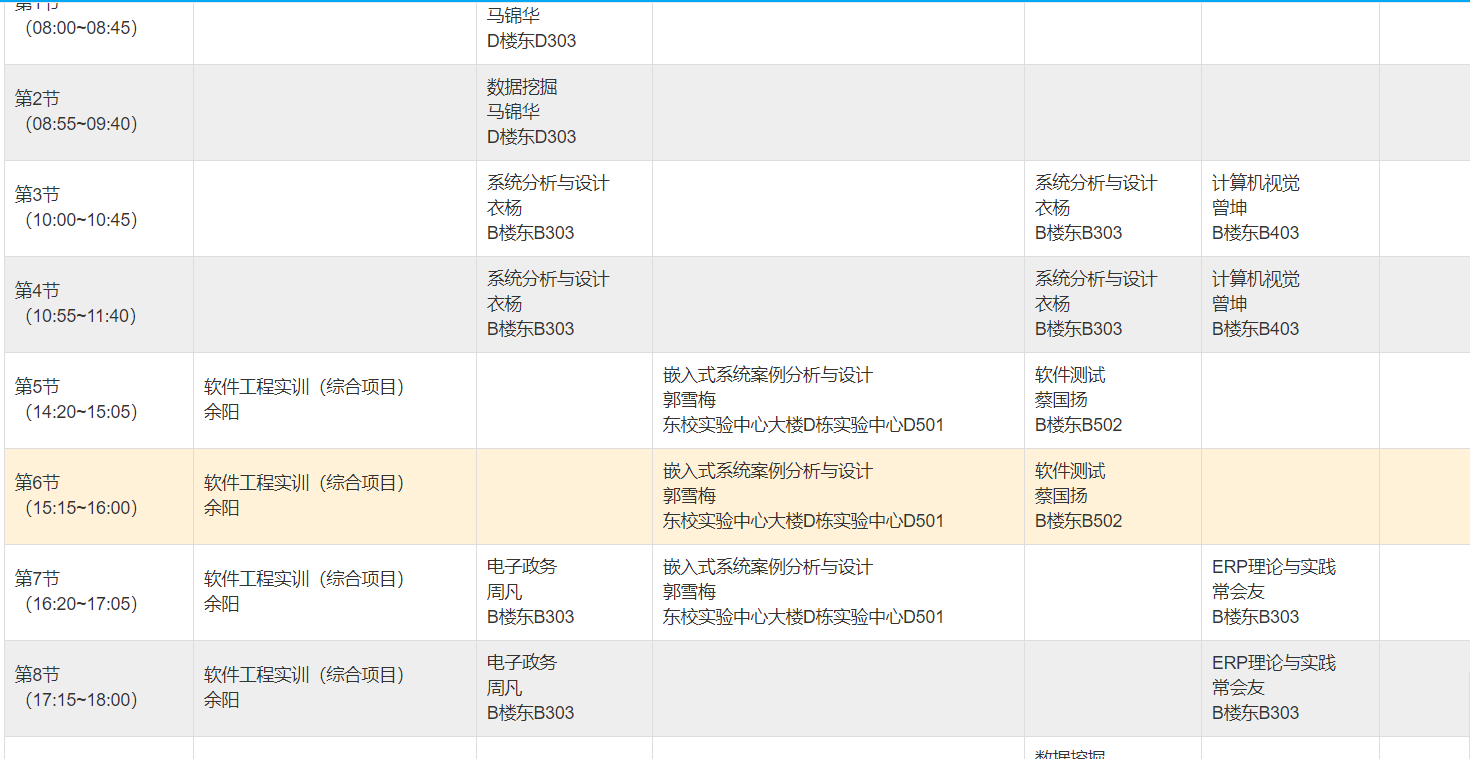 第1节
（08:00~08:45）
马锦华
D楼东D303
第2节
（08:55~09:40）
数据挖掘
马锦华
D楼东D303
第3节
（10:00~10:45）
系统分析与设计
衣杨
B楼东B303
系统分析与设计
衣杨
B楼东B303
计算机视觉
曾坤
B楼东B403
第4节
（10:55~11:40）
系统分析与设计
衣杨
B楼东B303
系统分析与设计
衣杨
B楼东B303
计算机视觉
曾坤
B楼东B403
第5节
（14:20~15:05）
软件工程实训（综合项目）
余阳
嵌入式系统案例分析与设计
郭雪梅
东校实验中心大楼D栋实验中心D501
软件测试
蔡国扬
B楼东B502
第6节
（15:15~16:00）
软件工程实训（综合项目）
余阳
嵌入式系统案例分析与设计
郭雪梅
东校实验中心大楼D栋实验中心D501
软件测试
蔡国扬
B楼东B502
第7节
（16:20~17:05）
软件工程实训（综合项目）
余阳
电子政务
周凡
B楼东B303
嵌入式系统案例分析与设计
郭雪梅
东校实验中心大楼D栋实验中心D501
ERP理论与实践
常会友
B楼东B303
第8节
（17:15~18:00）
软件工程实训（综合项目）
余阳
电子政务
周凡
B楼东B303
ERP理论与实践
常会友
B楼东B303
数据挖掘